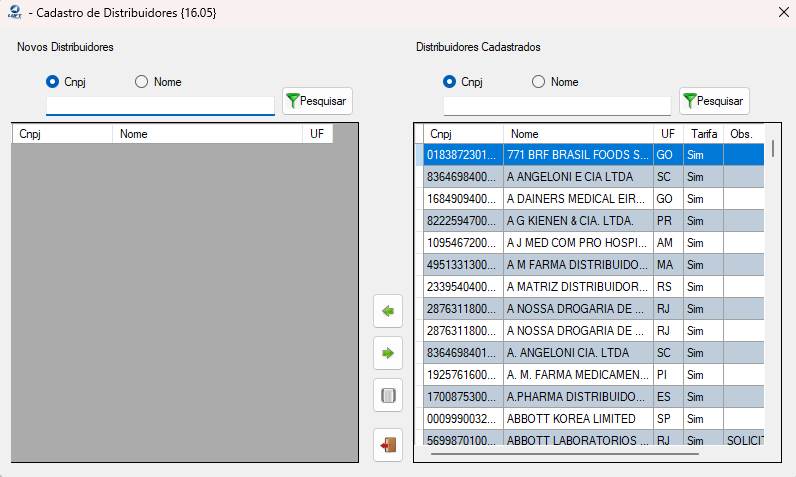 LUFT - Cadastro de Distribuidores {16.05}
Novos Distribuidores
Distribuidores Cadastrados
Cnpj Nome
Cnpj Nome
Pesquisar
Pesquisar
Cnpj Nome UF
Cnpj Nome UF Tarifa Obs.
0183872301... 771 BRF BRASIL FOODS S... GO Sim
8364698400... A ANGELONI E CIA LTDA SC Sim
1684909400... A DAINERS MEDICAL EIR... GO Sim
8222594700... A G KIENEN & CIA. LTDA. PR Sim
1095467200... A J MED COM PRO HOSPI... AM Sim
4951331300... A M FARMA DISTRIBUIDO... MA Sim
2339540400... A MATRIZ DISTRIBUIDOR... RS Sim
2876311800... A NOSSA DROGARIA DE ... RJ Sim
2876311800... A NOSSA DROGARIA DE ... RJ Sim
8364698401... A. ANGELONI CIA. LTDA SC Sim
1925761600... A. M. FARMA MEDICAMEN... PI Sim
1700875300... A.PHARMA DISTRIBUIDO... ES Sim
0009990032... ABBOTT KOREA LIMITED SP Sim
5699870100... ABBOTT LABORATORIOS ... RJ Sim SOLICIT